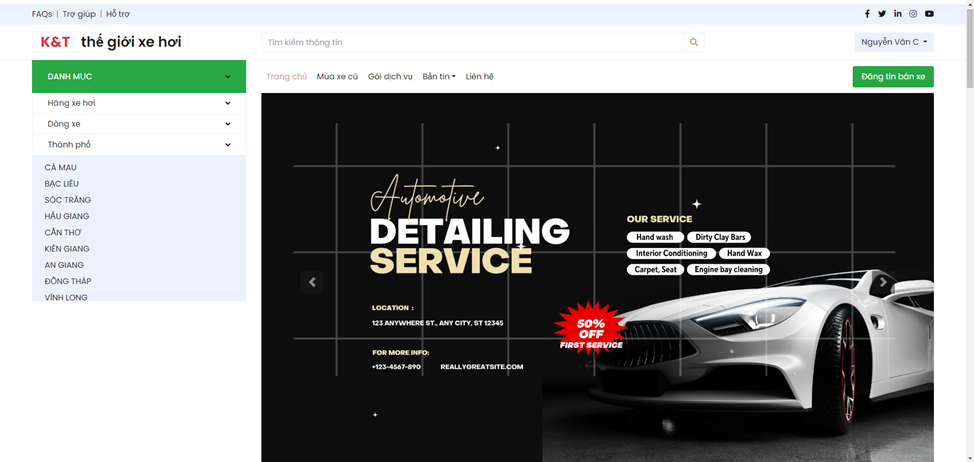 FAQs | Trợ giúp | Hỗ trợ
K&T thế giới xe hơi
Tìm kiếm thông tin
Nguyễn Văn C
DANH MỤC
Trang chủ Mua xe cũ Gói dịch vụ Bản tin Liên hệ
Đăng tin bán xe
Hãng xe hơi
Dòng xe
Thành phố
CÀ MAU
BẠC LIÊU
SÓC TRĂNG
HẬU GIANG
CẦN THƠ
KIÊN GIANG
AN GIANG
ĐỒNG THÁP
VĨNH LONG
Automotive
DETAILING
SERVICE
LOCATION :
123 ANYWHERE ST., ANY CITY, ST 12345
FOR MORE INFO:
+123-4567-890 REALLYGREATSITE.COM
OUR SERVICE
Hand wash Dirty Clay Bars
Interior Conditioning Hand Wax
Carpet, Seat Engine bay cleaning
50%
OFF
FIRST SERVICE